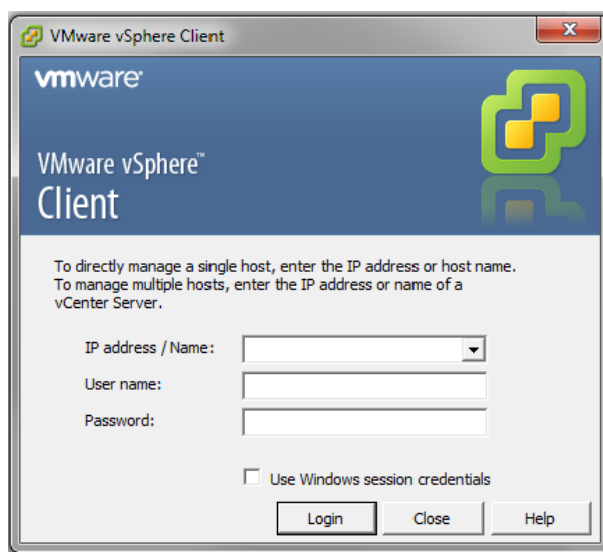 VMware vSphere Client
vmware®
VMware vSphere™
Client
To directly manage a single host, enter the IP address or host name.
To manage multiple hosts, enter the IP address or name of a
vCenter Server.
IP address / Name:
User name:
Password:
Use Windows session credentials
Login Close Help